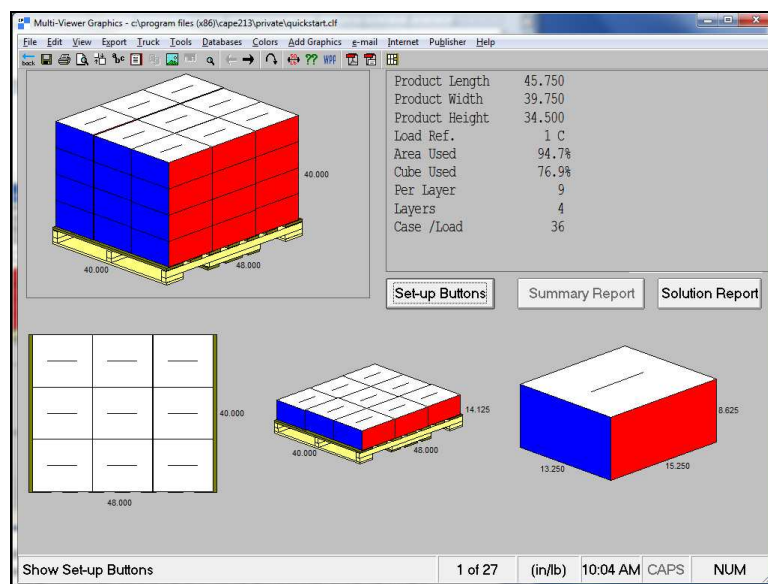 Multi-Viewer Graphics - c:\program files (x86)\cape213\private\quickstart.clf
File Edit View Export Truck Tools Databases Colors Add Graphics e-mail Internet Publisher Help
back abc ?? WPF
Product Length 45.750
Product Width 39.750
Product Height 34.500
Load Ref. 1 C
Area Used 94.7%
Cube Used 76.9%
Per Layer 9
Layers 4
Case /Load 36
40.000
40.000
48.000
Set-up Buttons Summary Report Solution Report
40.000
48.000
14.125
40.000
48.000
8.625
13.250
15.250
Show Set-up Buttons 1 of 27 (in/lb) 10:04 AM CAPS NUM